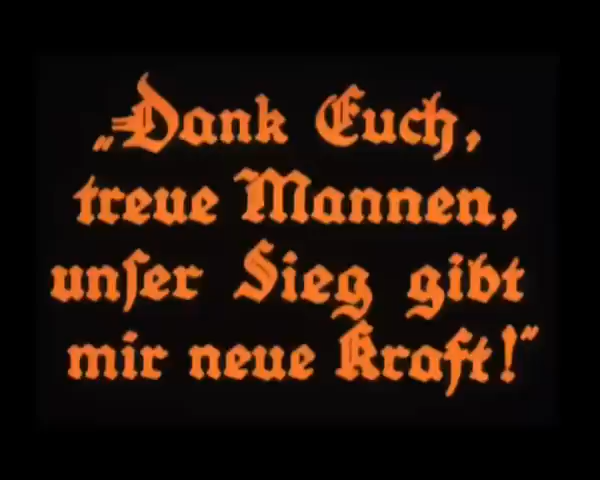 „Dank Euch,
treue Mannen,
unſer Sieg gibt
mir neue Kraft!“